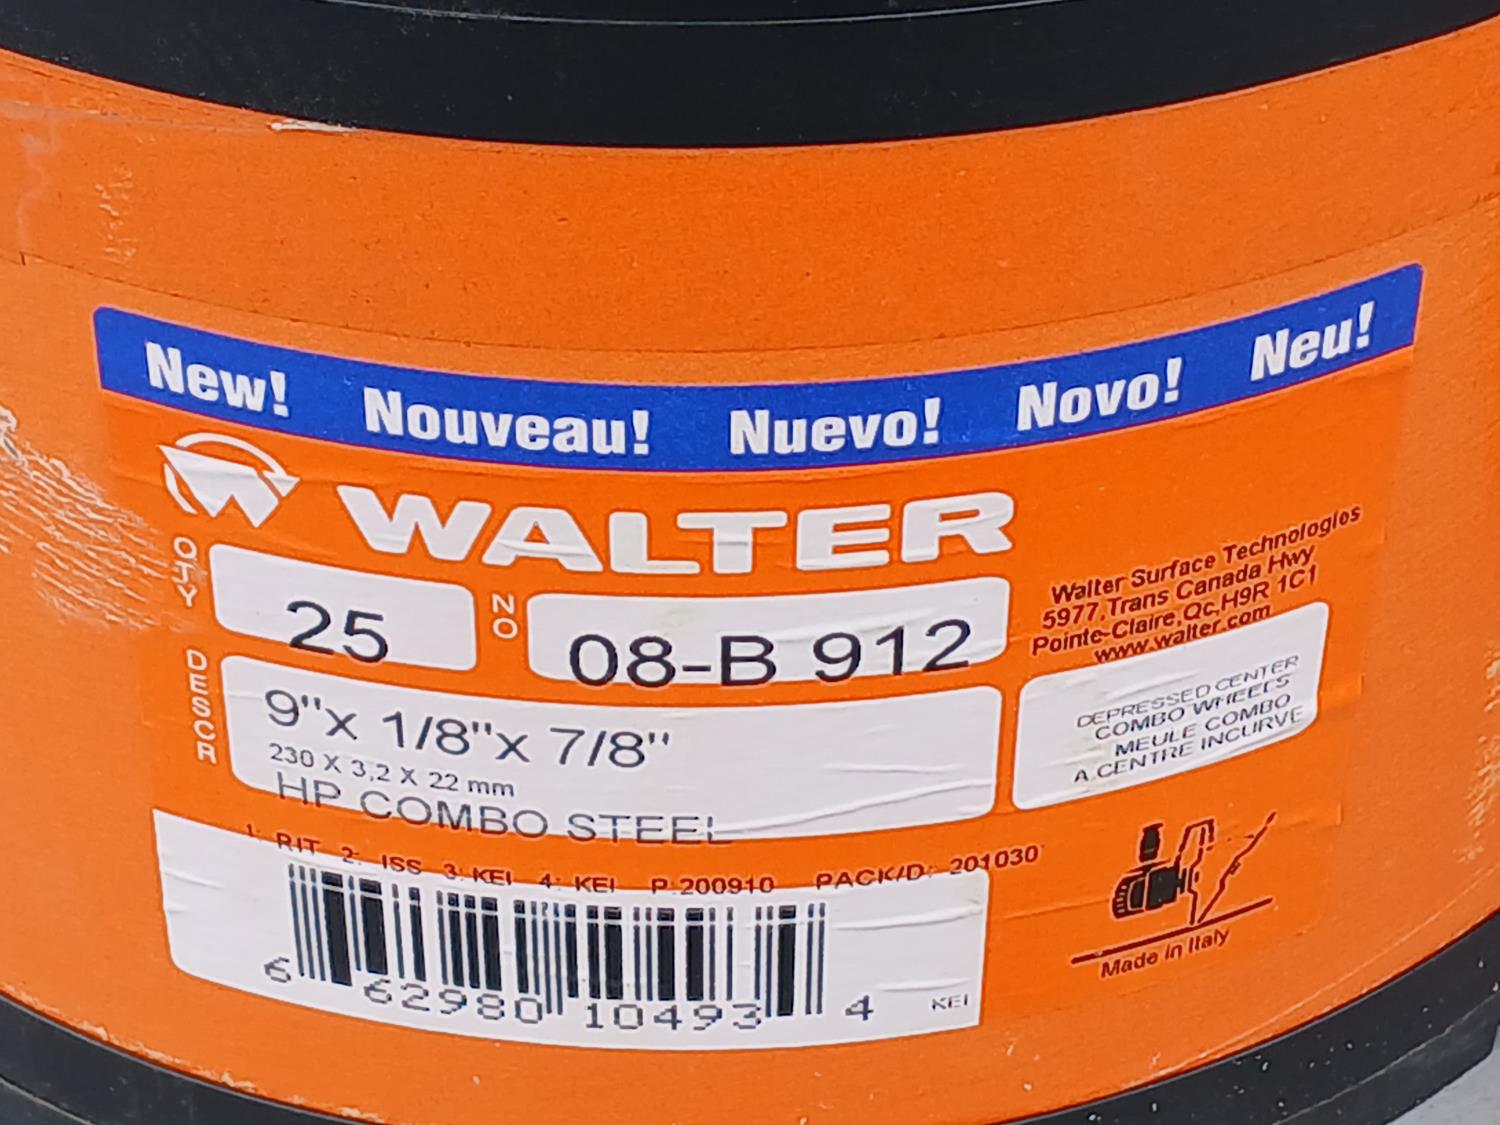 New! Nouveau! Nuevo! Novo! Neu!
WALTER
QTY 25 NO 08-B 912
Walter Surface Technologies
5977,Trans Canada Hwy
Pointe-Claire,Qc,H9R 1C1
www.walter.com
DESCR
9"x 1/8"x 7/8"
230 X 3,2 X 22 mm
HP COMBO STEEL
DEPRESSED CENTER
COMBO WHEELS
MEULE COMBO
A CENTRE INCURVE
1: RIT 2: ISS 3: KEI 4: KEI P:200910 PACK/D: 201030
6 62980 10493 4 KEI
Made in Italy